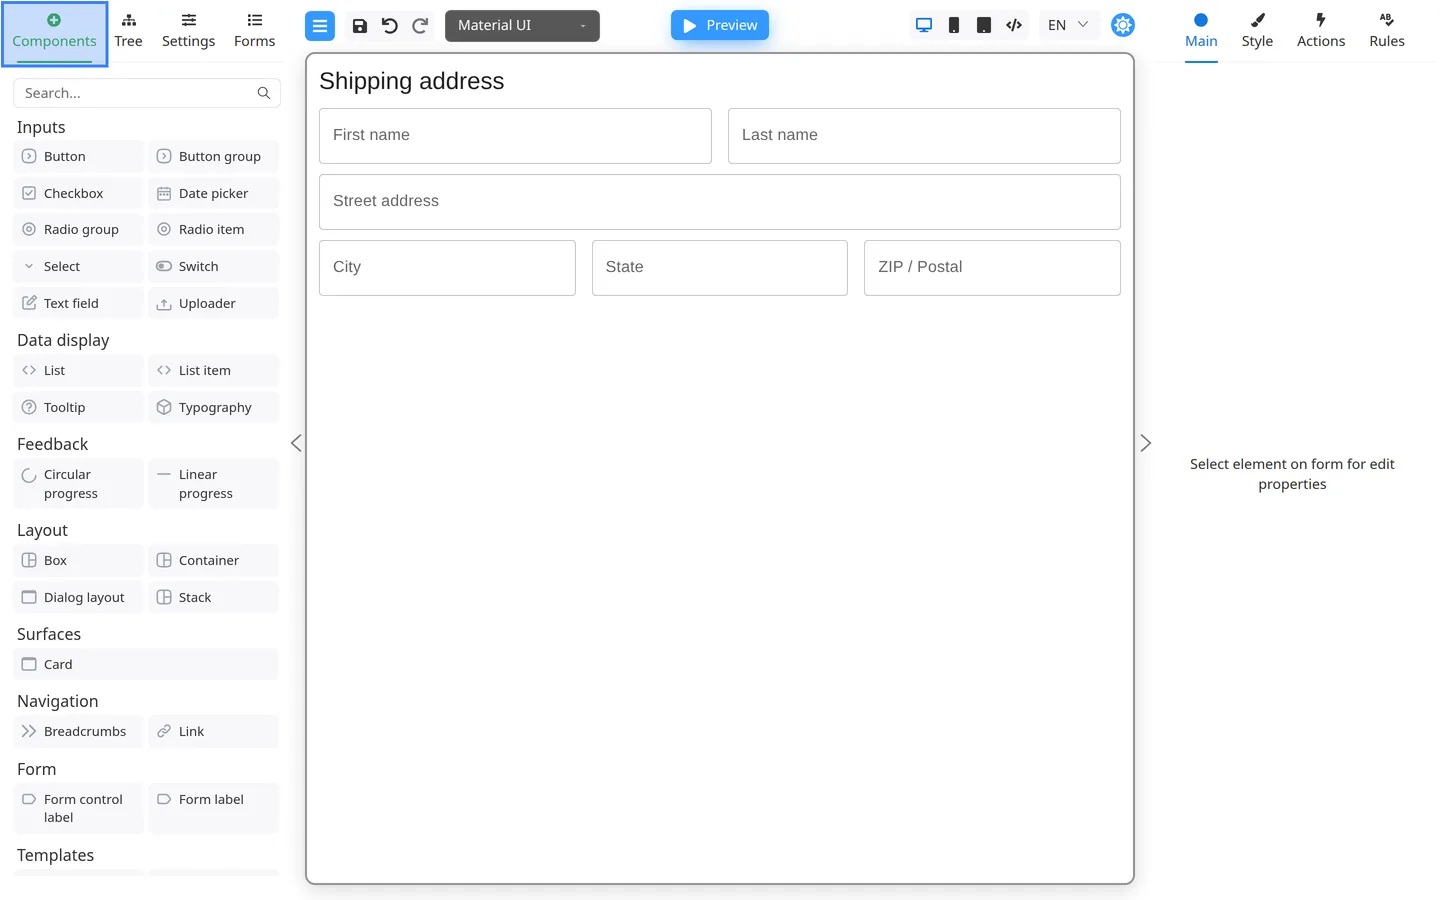 Components
Tree
Settings
Forms
Material UI
Preview
EN
Main
Style
Actions
AB
Rules
Search...
Inputs
Button
Button group
Checkbox
Date picker
Radio group
Radio item
Select
Switch
Text field
Uploader
Data display
List
List item
Tooltip
Typography
Feedback
Circular
progress
Linear
progress
Layout
Box
Container
Dialog layout
Stack
Surfaces
Card
Navigation
Breadcrumbs
Link
Form
Form control
label
Form label
Templates
Shipping address
First name
Last name
Street address
City
State
ZIP / Postal
Select element on form for edit
properties